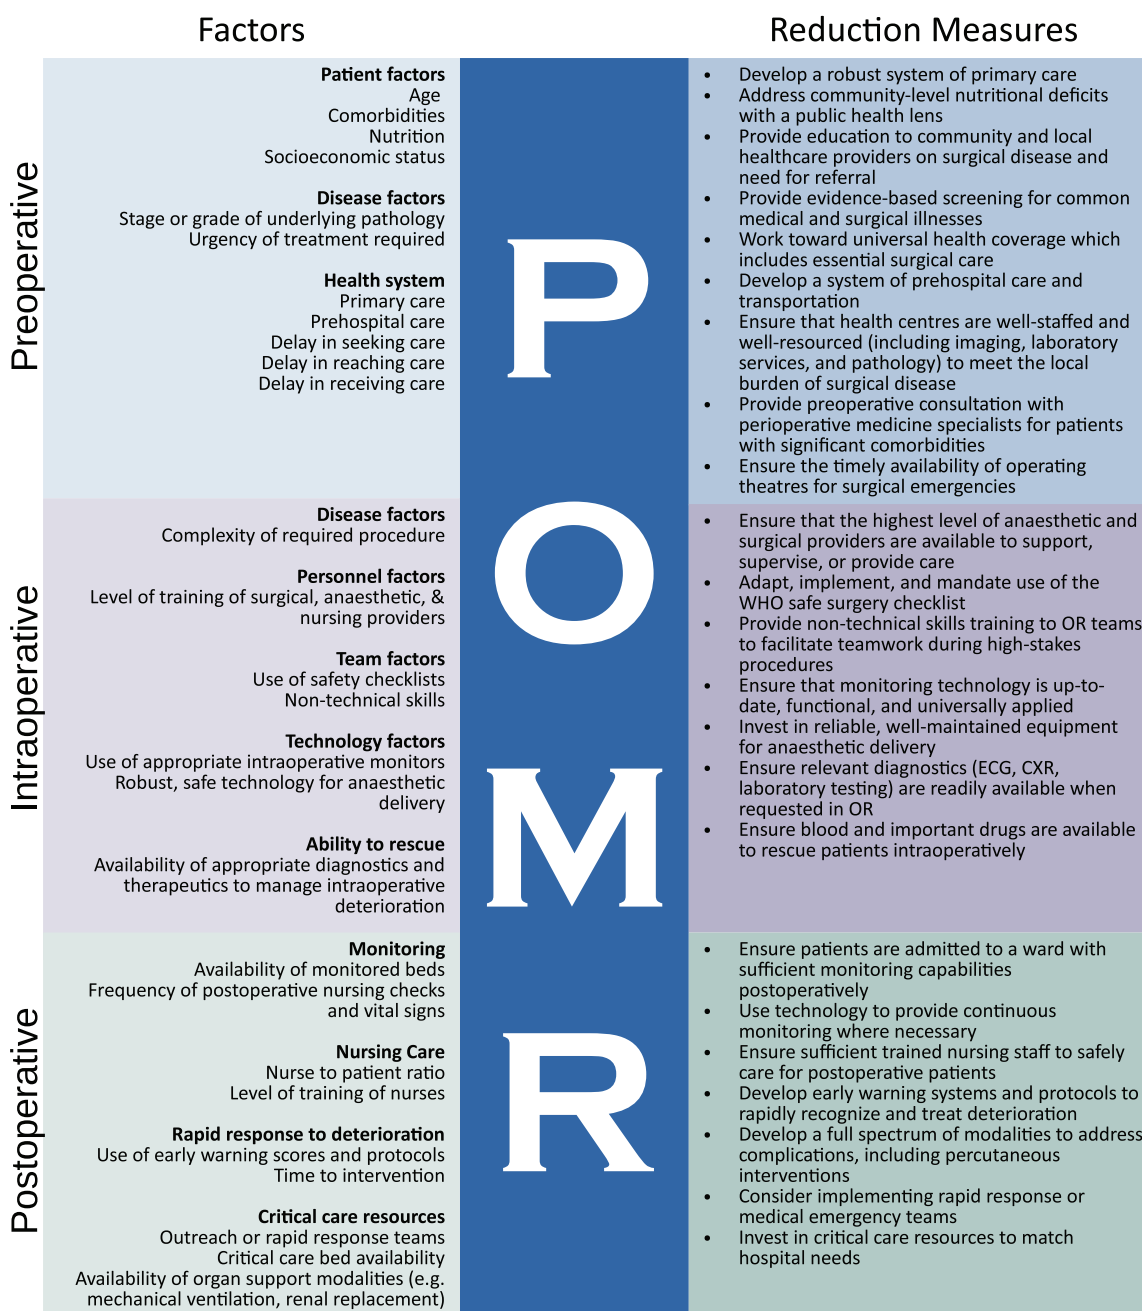 Factors
Reduction Measures
Preoperative
Patient factors
Age
Comorbidities
Nutrition
Socioeconomic status
Disease factors
Stage or grade of underlying pathology
Urgency of treatment required
Health system
Primary care
Prehospital care
Delay in seeking care
Delay in reaching care
Delay in receiving care
• Develop a robust system of primary care
• Address community-level nutritional deficits
with a public health lens
• Provide education to community and local
healthcare providers on surgical disease and
need for referral
• Provide evidence-based screening for common
medical and surgical illnesses
• Work toward universal health coverage which
includes essential surgical care
• Develop a system of prehospital care and
transportation
• Ensure that health centres are well-staffed and
well-resourced (including imaging, laboratory
services, and pathology) to meet the local
burden of surgical disease
• Provide preoperative consultation with
perioperative medicine specialists for patients
with significant comorbidities
• Ensure the timely availability of operating
theatres for surgical emergencies
Intraoperative
Disease factors
Complexity of required procedure
Personnel factors
Level of training of surgical, anaesthetic, &
nursing providers
Team factors
Use of safety checklists
Non-technical skills
Technology factors
Use of appropriate intraoperative monitors
Robust, safe technology for anaesthetic
delivery
Ability to rescue
Availability of appropriate diagnostics and
therapeutics to manage intraoperative
deterioration
• Ensure that the highest level of anaesthetic and
surgical providers are available to support,
supervise, or provide care
• Adapt, implement, and mandate use of the
WHO safe surgery checklist
• Provide non-technical skills training to OR teams
to facilitate teamwork during high-stakes
procedures
• Ensure that monitoring technology is up-to-
date, functional, and universally applied
• Invest in reliable, well-maintained equipment
for anaesthetic delivery
• Ensure relevant diagnostics (ECG, CXR,
laboratory testing) are readily available when
requested in OR
• Ensure blood and important drugs are available
to rescue patients intraoperatively
Postoperative
Monitoring
Availability of monitored beds
Frequency of postoperative nursing checks
and vital signs
Nursing Care
Nurse to patient ratio
Level of training of nurses
Rapid response to deterioration
Use of early warning scores and protocols
Time to intervention
Critical care resources
Outreach or rapid response teams
Critical care bed availability
Availability of organ support modalities (e.g.
mechanical ventilation, renal replacement)
• Ensure patients are admitted to a ward with
sufficient monitoring capabilities
postoperatively
• Use technology to provide continuous
monitoring where necessary
• Ensure sufficient trained nursing staff to safely
care for postoperative patients
• Develop early warning systems and protocols to
rapidly recognize and treat deterioration
• Develop a full spectrum of modalities to address
complications, including percutaneous
interventions
• Consider implementing rapid response or
medical emergency teams
• Invest in critical care resources to match
hospital needs
P
O
M
R